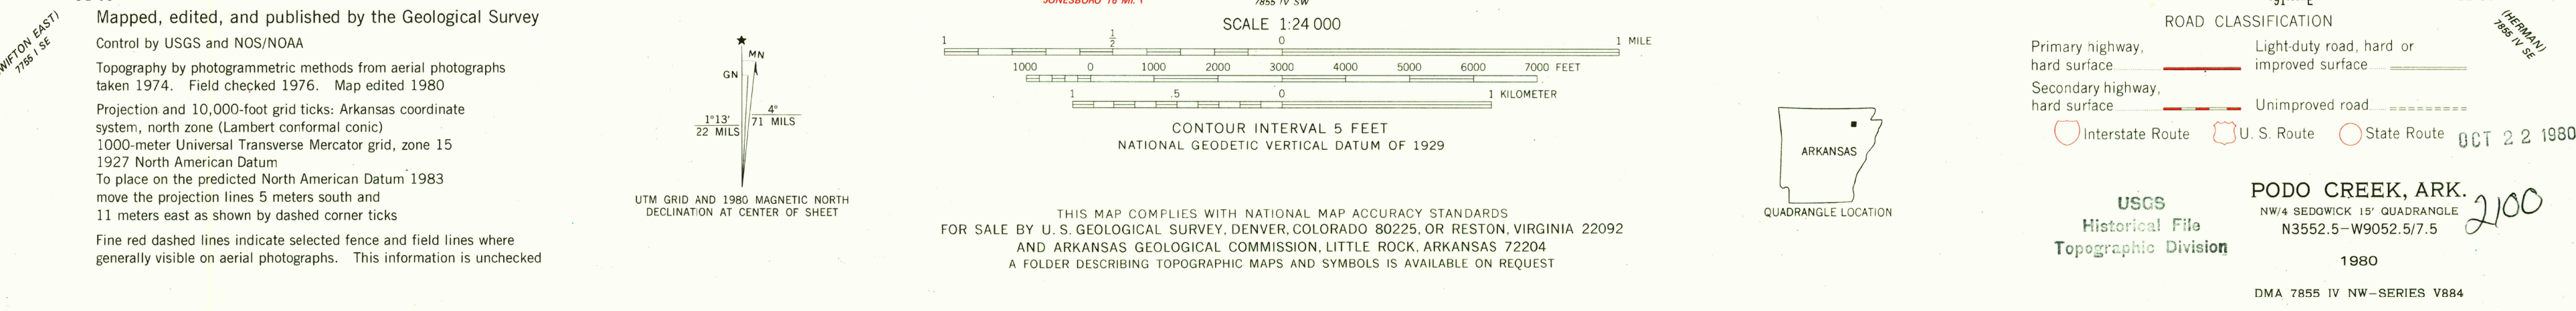 (SWIFTON EAST)
7755 I SE
Mapped, edited, and published by the Geological Survey
Control by USGS and NOS/NOAA
Topography by photogrammetric methods from aerial photographs
taken 1974. Field checked 1976. Map edited 1980
Projection and 10,000-foot grid ticks: Arkansas coordinate
system, north zone (Lambert conformal conic)
1000-meter Universal Transverse Mercator grid, zone 15
1927 North American Datum
To place on the predicted North American Datum 1983
move the projection lines 5 meters south and
11 meters east as shown by dashed corner ticks
Fine red dashed lines indicate selected fence and field lines where
generally visible on aerial photographs. This information is unchecked
MN
GN
1°13′
22 MILS
4°
71 MILS
UTM GRID AND 1980 MAGNETIC NORTH
DECLINATION AT CENTER OF SHEET
JONESBORO 16 MI.
7855 IV SW
SCALE 1:24 000
1 1/2 0 1 MILE
1000 0 1000 2000 3000 4000 5000 6000 7000 FEET
1 .5 0 1 KILOMETER
CONTOUR INTERVAL 5 FEET
NATIONAL GEODETIC VERTICAL DATUM OF 1929
THIS MAP COMPLIES WITH NATIONAL MAP ACCURACY STANDARDS
FOR SALE BY U. S. GEOLOGICAL SURVEY, DENVER, COLORADO 80225, OR RESTON, VIRGINIA 22092
AND ARKANSAS GEOLOGICAL COMMISSION, LITTLE ROCK, ARKANSAS 72204
A FOLDER DESCRIBING TOPOGRAPHIC MAPS AND SYMBOLS IS AVAILABLE ON REQUEST
ARKANSAS
QUADRANGLE LOCATION
ROAD CLASSIFICATION
Primary highway,
hard surface
Light-duty road, hard or
improved surface
Secondary highway,
hard surface
Unimproved road
Interstate Route
U. S. Route
State Route
OCT 22 1980
(HERMAN)
7855 IV SE
USGS
Historical File
Topographic Division
PODO CREEK, ARK.
NW/4 SEDGWICK 15′ QUADRANGLE
N3552.5—W9052.5/7.5
2100
1980
DMA 7855 IV NW—SERIES V884